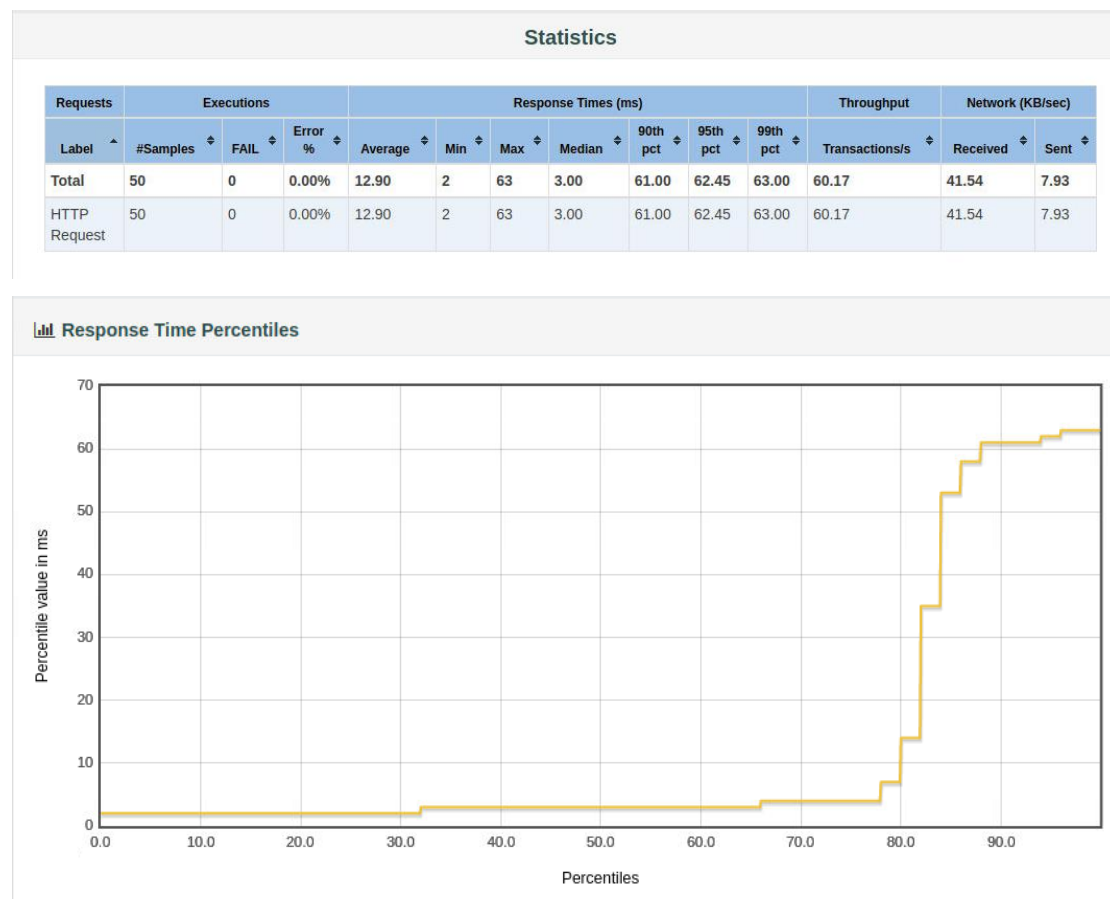 Statistics
Requests Executions Response Times (ms) Throughput Network (KB/sec)
Label #Samples FAIL Error % Average Min Max Median 90th pct 95th pct 99th pct Transactions/s Received Sent
Total 50 0 0.00% 12.90 2 63 3.00 61.00 62.45 63.00 60.17 41.54 7.93
HTTP Request 50 0 0.00% 12.90 2 63 3.00 61.00 62.45 63.00 60.17 41.54 7.93
Response Time Percentiles
70
60
50
40
30
20
10
0
Percentile value in ms
0.0 10.0 20.0 30.0 40.0 50.0 60.0 70.0 80.0 90.0
Percentiles